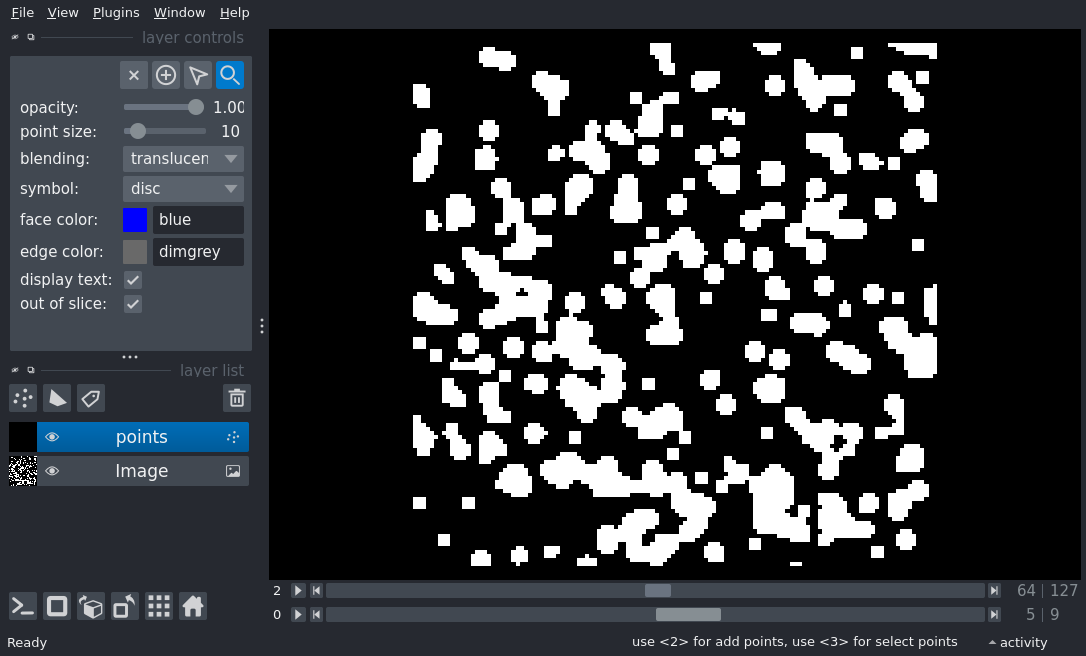 File View Plugins Window Help
layer controls
opacity: 1.00
point size: 10
blending: translucen
symbol: disc
face color: blue
edge color: dimgrey
display text:
out of slice:
layer list
points
Image
2 64 | 127
0 5 | 9
Ready use <2> for add points, use <3> for select points activity